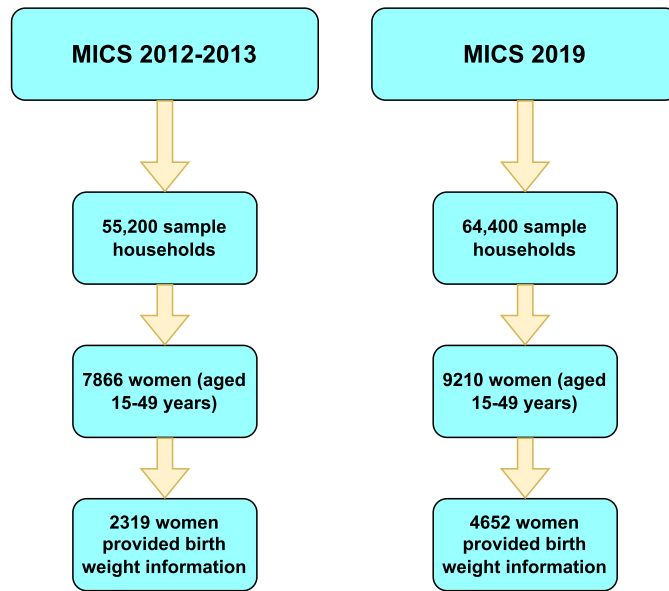 MICS 2012-2013
MICS 2019
55,200 sample
households
64,400 sample
households
7866 women (aged
15-49 years)
9210 women (aged
15-49 years)
2319 women
provided birth
weight information
4652 women
provided birth
weight information